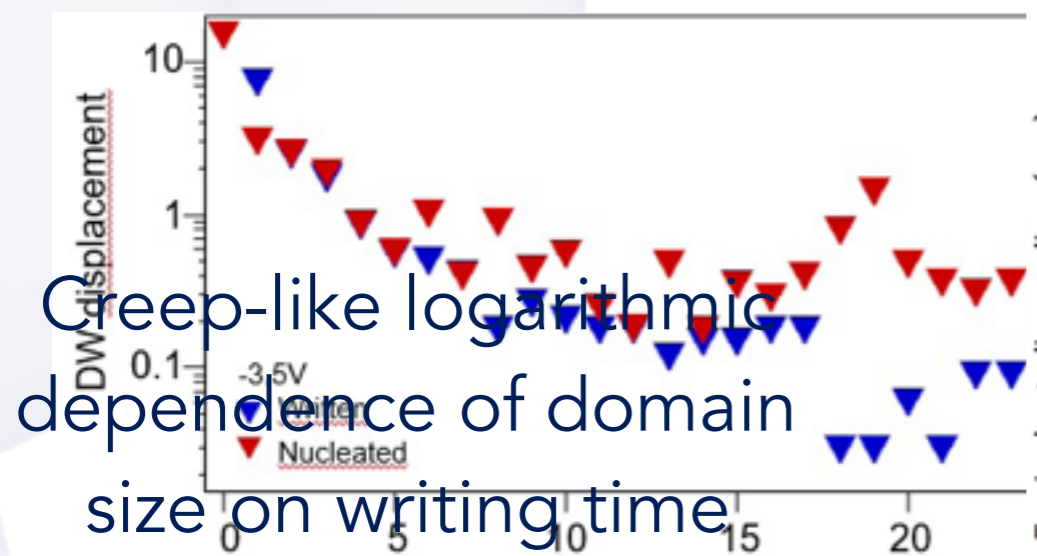 10
1
0.1
DW displacement
Creep-like logarithmic
dependence of domain
size on writing time
-3.5V
Written
Nucleated
0 5 10 15 20